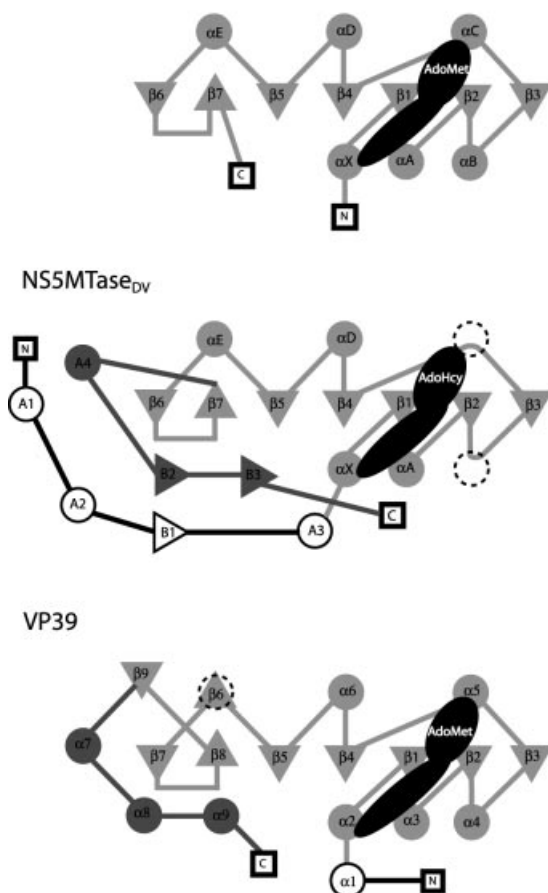 αE αD αC
AdoMet
β6 β7 β5 β4 β1 β2 β3
C αX αA αB
N
NS5MTaseDV
N A4 αE αD
AdoHcy
A1 β6 β7 β5 β4 β1 β2 β3
B2 B3 αX αA
A2 B1 A3 C
VP39
β9 β6 α6 α5
AdoMet
α7 β7 β8 β5 β4 β1 β2 β3
α8 α9 α2 α3 α4
C α1 N